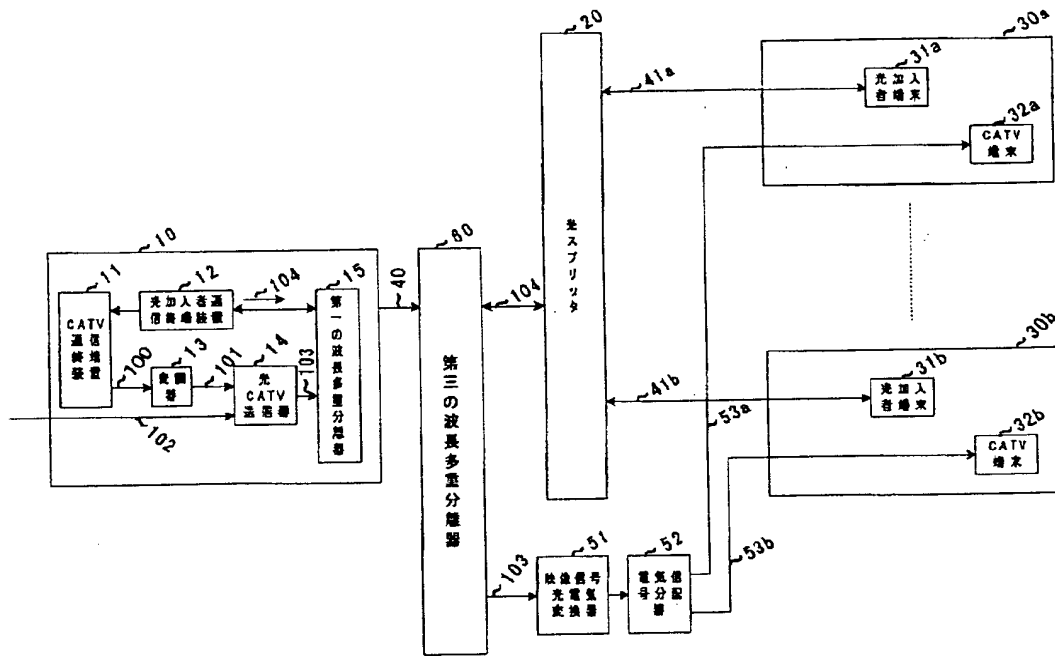 10
11
CATV
通信
終端
装置
12
光加入者通
信終端装置
104
13
変調
器
100
101
14
光
CATV
送信器
103
102
15
第一の波長多重分離器
40
60
第三の波長多重分離器
104
103
20
光スプリッタ
51
映像信号
光電気
変換器
52
電気信
号分配
器
41a
41b
53a
53b
30a
31a
光加入
者端末
32a
CATV
端末
30b
31b
光加入
者端末
32b
CATV
端末